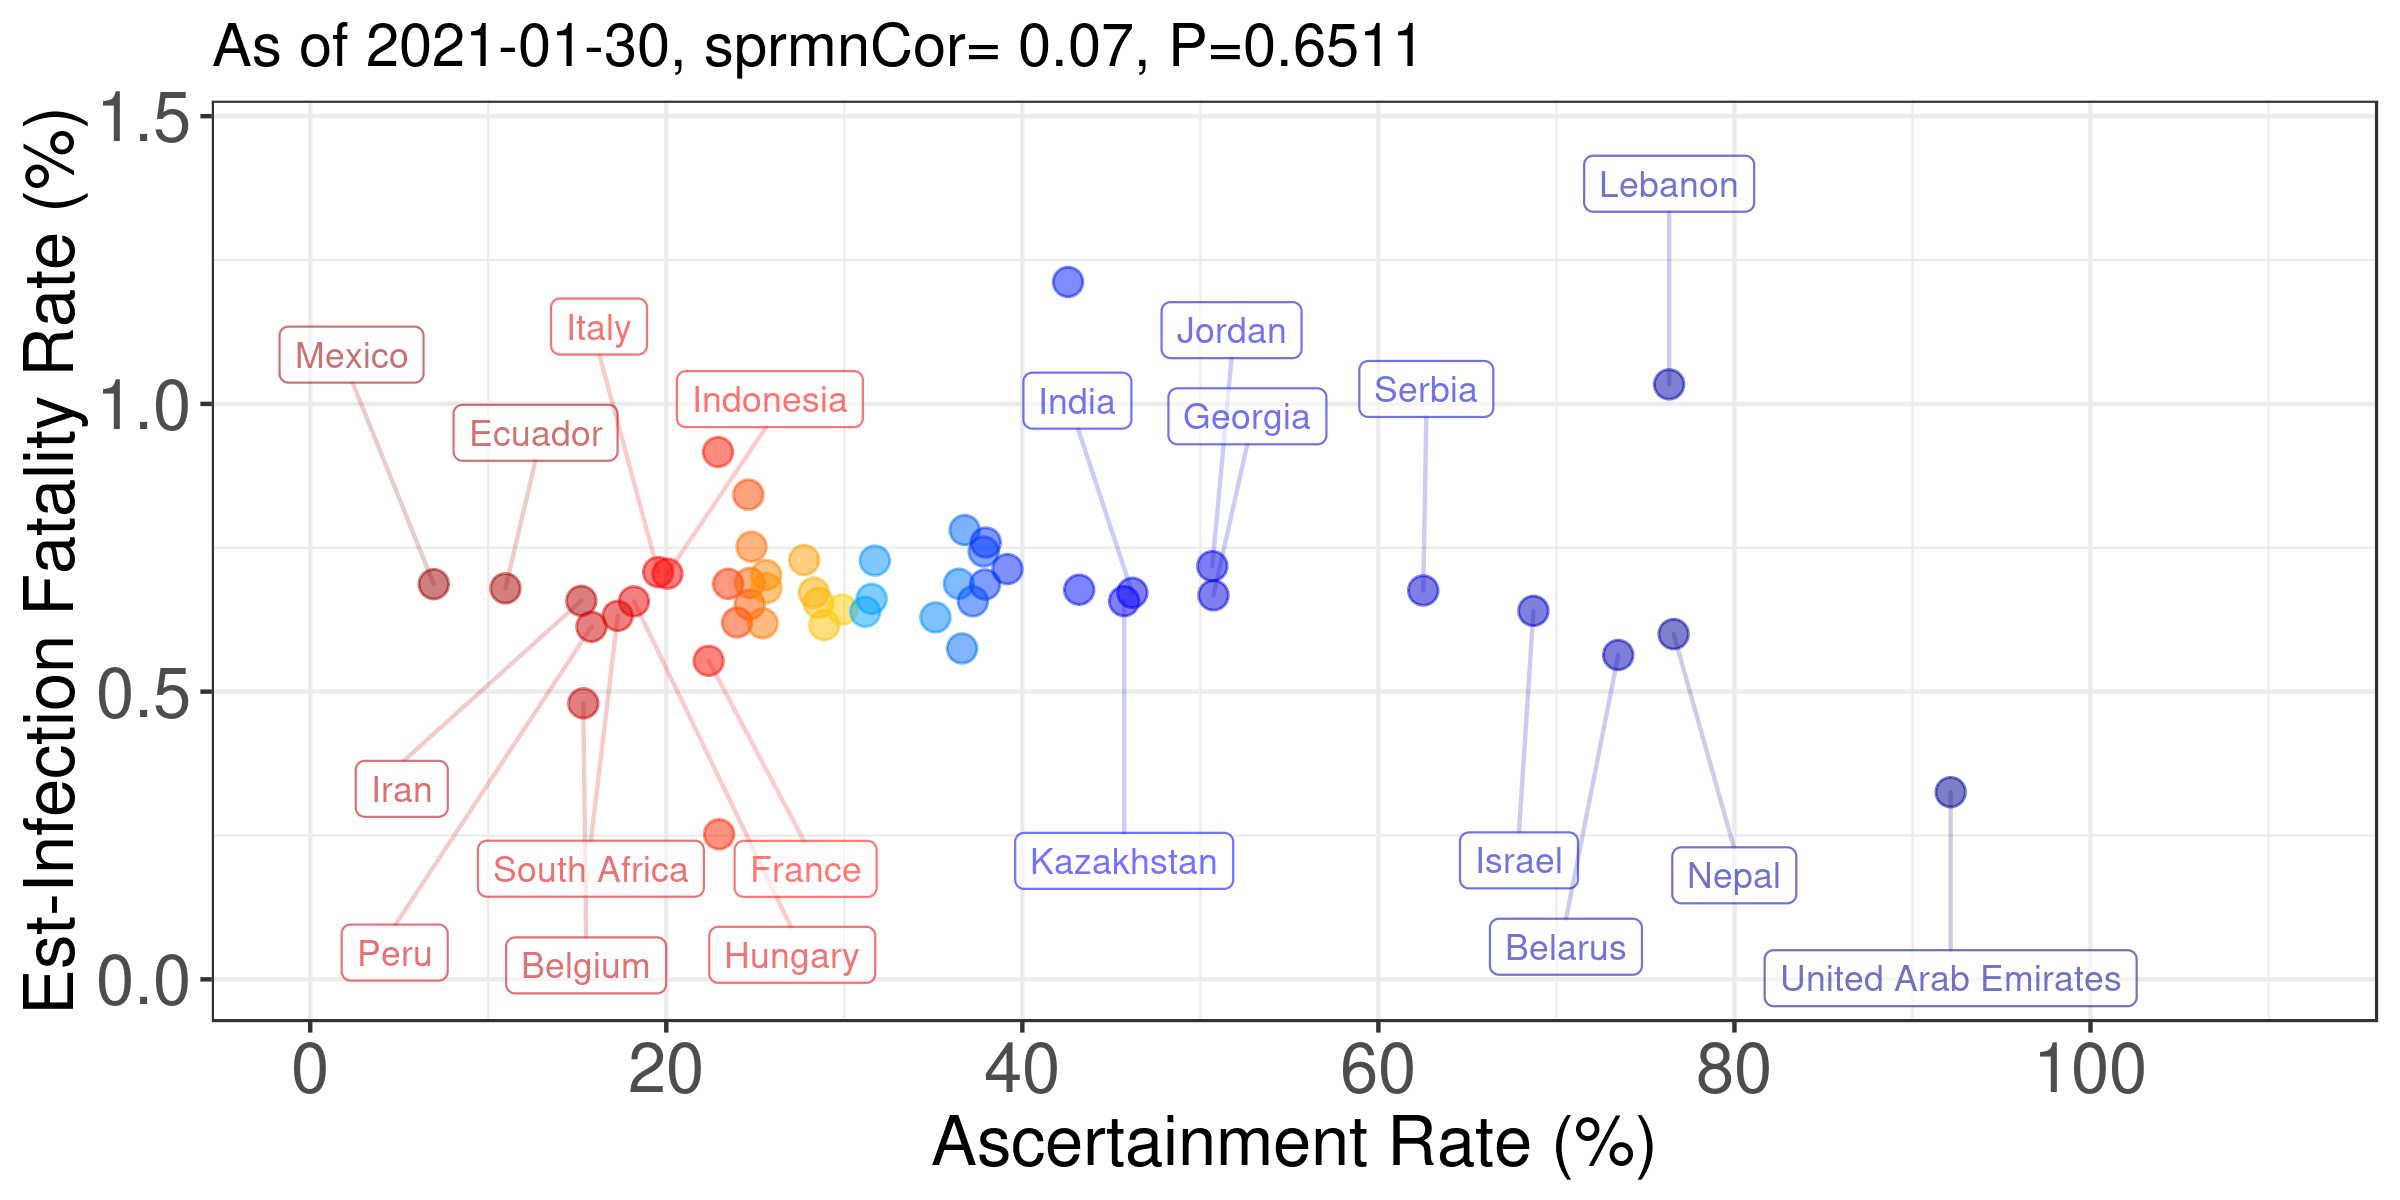 As of 2021-01-30, sprmnCor= 0.07, P=0.6511
Est-Infection Fatality Rate (%)
1.5
1.0
0.5
0.0
Lebanon
Italy
Jordan
Mexico
Serbia
Indonesia
India
Georgia
Ecuador
Iran
South Africa
France
Kazakhstan
Israel
Nepal
Peru
Belgium
Hungary
Belarus
United Arab Emirates
0
20
40
60
80
100
Ascertainment Rate (%)